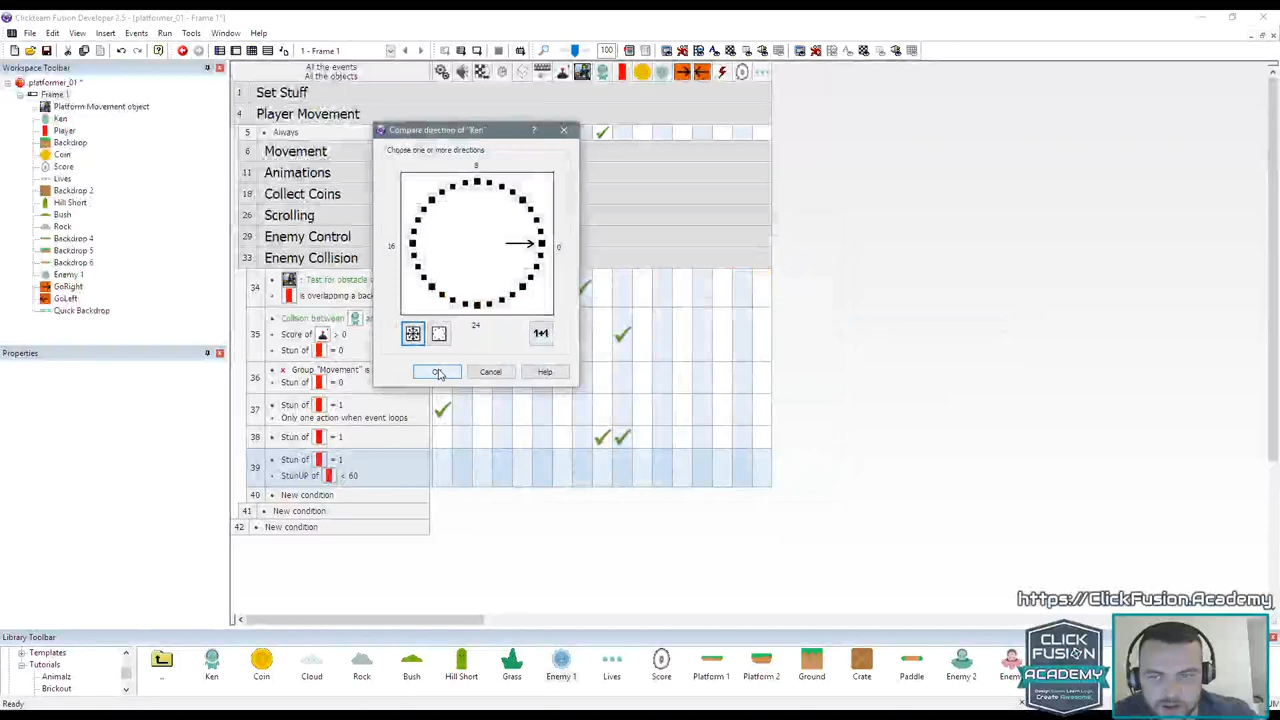 Clickteam Fusion Developer 2.5 - [platformer_01 - Frame 1*]
File Edit View Insert Events Run Tools Window Help
1 - Frame 1
100
Workspace Toolbar
platformer_01 *
Frame 1
Platform Movement object
Ken
Player
Backdrop
Coin
Score
Lives
Backdrop 2
Hill Short
Bush
Rock
Backdrop 4
Backdrop 5
Backdrop 6
Enemy 1
GoRight
GoLeft
Quick Backdrop
Properties
All the events
All the objects
1 Set Stuff
4 Player Movement
5 • Always
6 Movement
11 Animations
18 Collect Coins
26 Scrolling
29 Enemy Control
33 Enemy Collision
34 • : Test for obstacle
• is overlapping a
35 Collision between
• Score of > 0
• Stun of = 0
36 • Group "Movement" is
• Stun of = 0
37 • Stun of = 1
• Only one action when event loops
38 • Stun of = 1
39 • Stun of = 1
• StunUP of < 60
40 • New condition
41 • New condition
42 • New condition
Compare direction of "Ken"
?
Choose one or more directions
8
16
0
24
1+1
Cancel
Help
Library Toolbar
Templates
Tutorials
Animalz
Brickout
..
Ken
Coin
Cloud
Rock
Bush
Hill Short
Grass
Enemy 1
Lives
Score
Platform 1
Platform 2
Ground
Crate
Paddle
Enemy 2
Ready
https://ClickFusion.Academy
CLICK
FUSION
ACADEMY